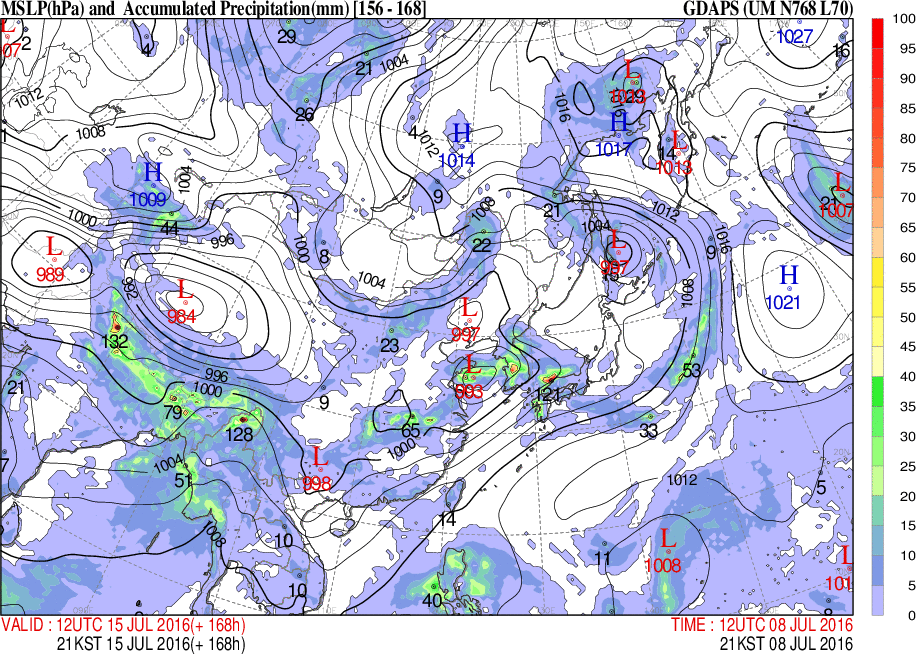 MSLP(hPa) and Accumulated Precipitation(mm) [156 - 168] GDAPS (UM N768 L70)
L 2 4 29 L 1027 16 100
07 21 1004 95
1012 26 1016 29 90
1008 4 1012 H H 85
1014 1017 14 L 80
H 1004 1013 75
1009 9 L
1000 44 1008 21 1012 21 1007 70
L 996 1000 8 22 1004 L 1016 65
989 9 H 60
992 L 1004 1008 1021 55
984 L
132 997 50
23 45
996 L 53 40
21 1000 9 121
79 128 65 33 35
1000 30
1004 L 25
51 998 1012 5 20
1008 14 15
10 11 L L 10
1008 101
10 40 8 5
0
VALID : 12UTC 15 JUL 2016(+ 168h) TIME : 12UTC 08 JUL 2016
21KST 15 JUL 2016(+ 168h) 21KST 08 JUL 2016